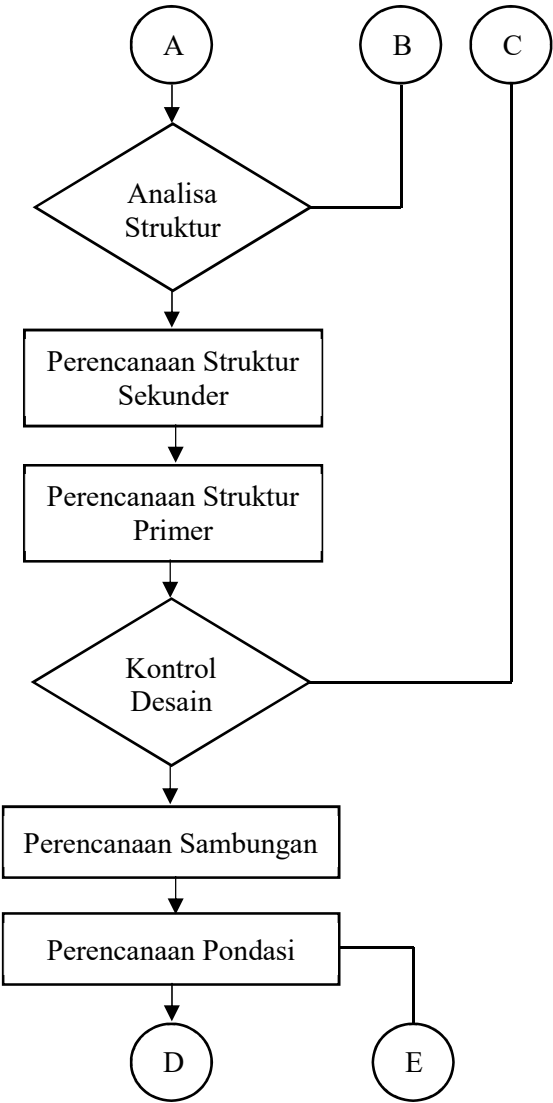 A
B
C
Analisa
Struktur
Perencanaan Struktur
Sekunder
Perencanaan Struktur
Primer
Kontrol
Desain
Perencanaan Sambungan
Perencanaan Pondasi
D
E